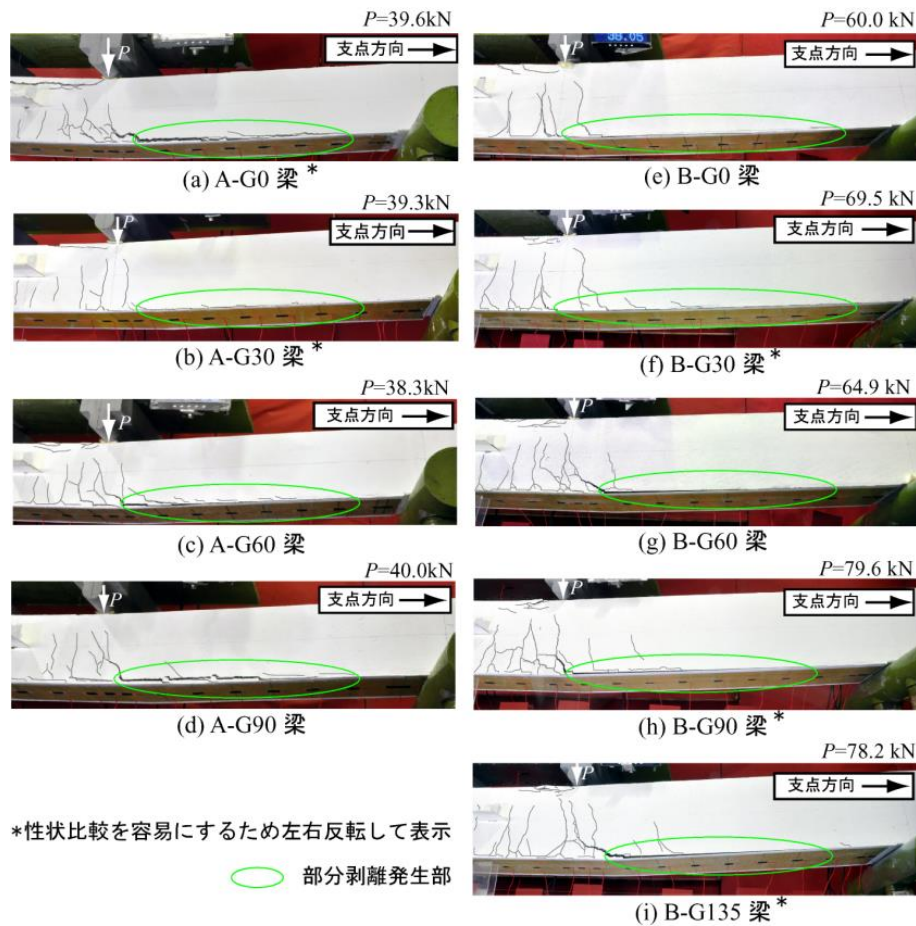 P=39.6kN
支点方向
P
(a) A-G0 梁 *
P=39.3kN
支点方向
P
(b) A-G30 梁 *
P=38.3kN
支点方向
P
(c) A-G60 梁
P=40.0kN
支点方向
P
(d) A-G90 梁
*性状比較を容易にするため左右反転して表示
部分剥離発生部
P=60.0 kN
支点方向
P
(e) B-G0 梁
P=69.5 kN
支点方向
P
(f) B-G30 梁 *
P=64.9 kN
支点方向
P
(g) B-G60 梁
P=79.6 kN
支点方向
P
(h) B-G90 梁 *
P=78.2 kN
支点方向
P
(i) B-G135 梁 *